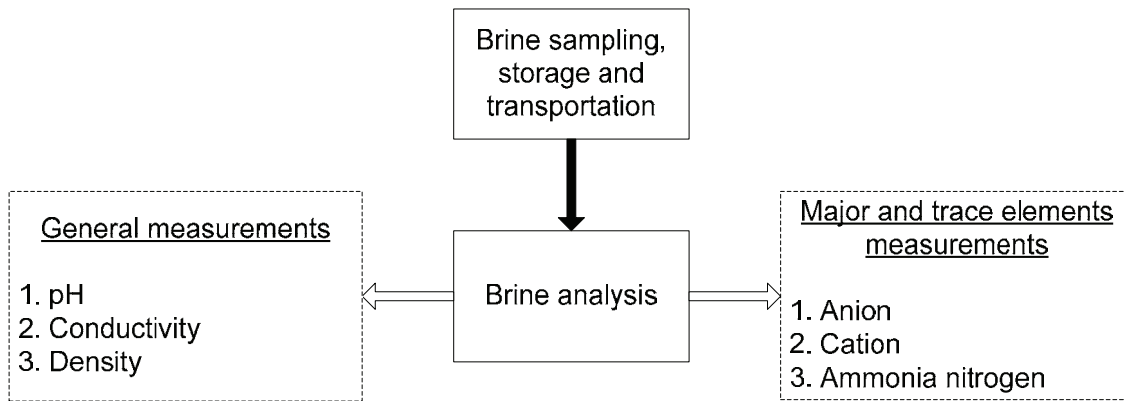 Brine sampling,
storage and
transportation
General measurements
1. pH
2. Conductivity
3. Density
Brine analysis
Major and trace elements
measurements
1. Anion
2. Cation
3. Ammonia nitrogen